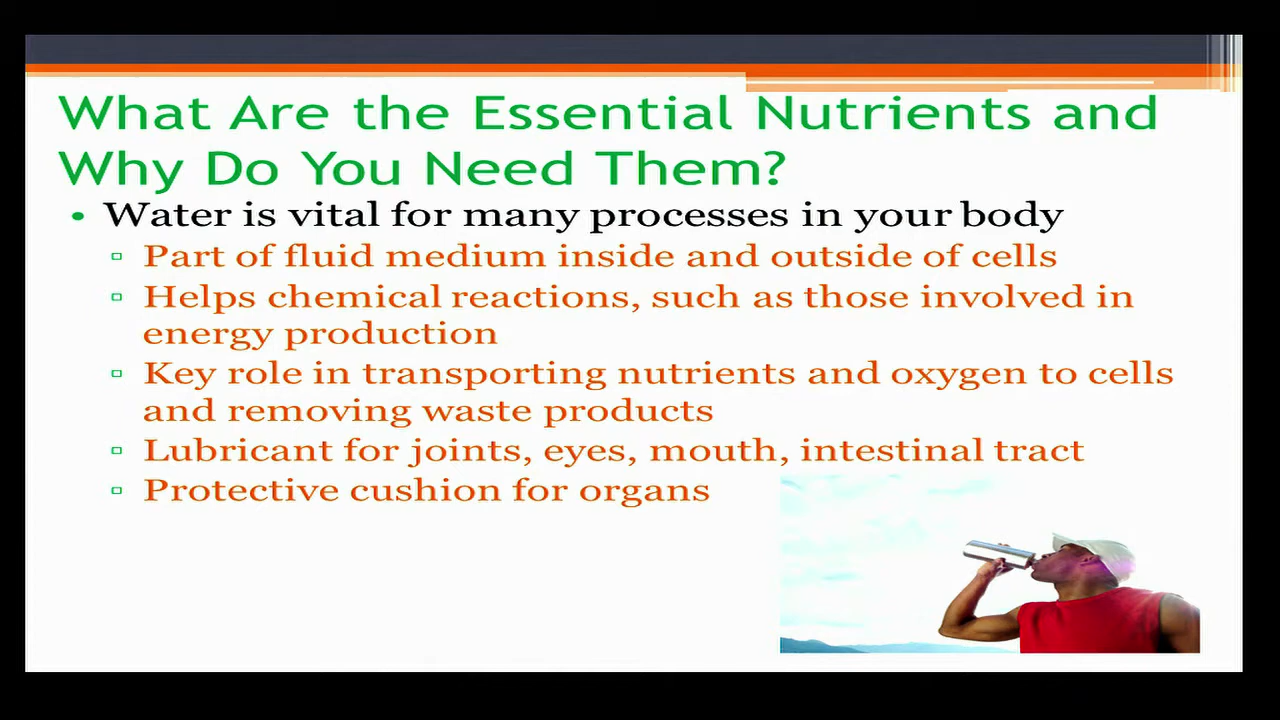 What Are the Essential Nutrients and
Why Do You Need Them?
• Water is vital for many processes in your body
▫ Part of fluid medium inside and outside of cells
▫ Helps chemical reactions, such as those involved in
energy production
▫ Key role in transporting nutrients and oxygen to cells
and removing waste products
▫ Lubricant for joints, eyes, mouth, intestinal tract
▫ Protective cushion for organs